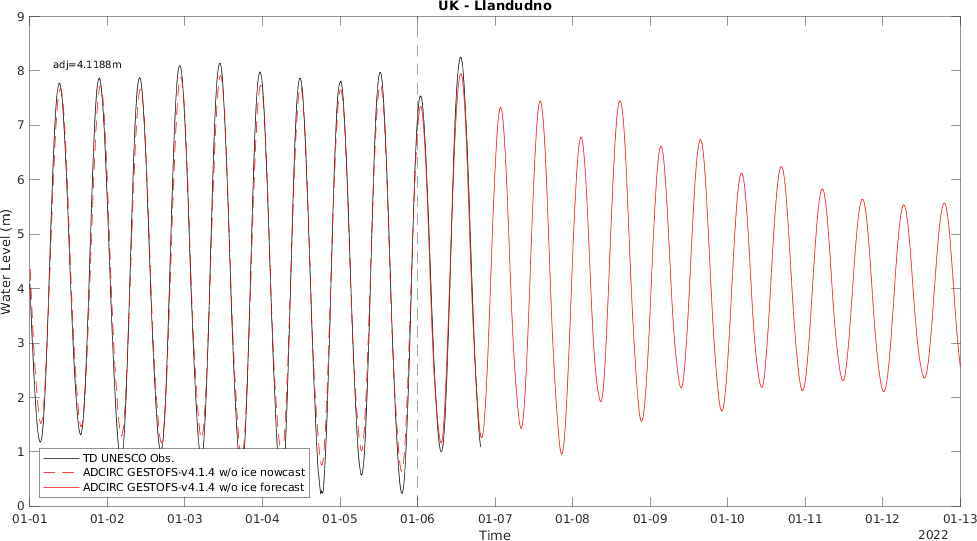 UK - Llandudno
9
8
7
6
5
4
3
2
1
0
Water Level (m)
adj=4.1188m
TD UNESCO Obs.
ADCIRC GESTOFS-v4.1.4 w/o ice nowcast
ADCIRC GESTOFS-v4.1.4 w/o ice forecast
01-01 01-02 01-03 01-04 01-05 01-06 01-07 01-08 01-09 01-10 01-11 01-12 01-13
Time
2022